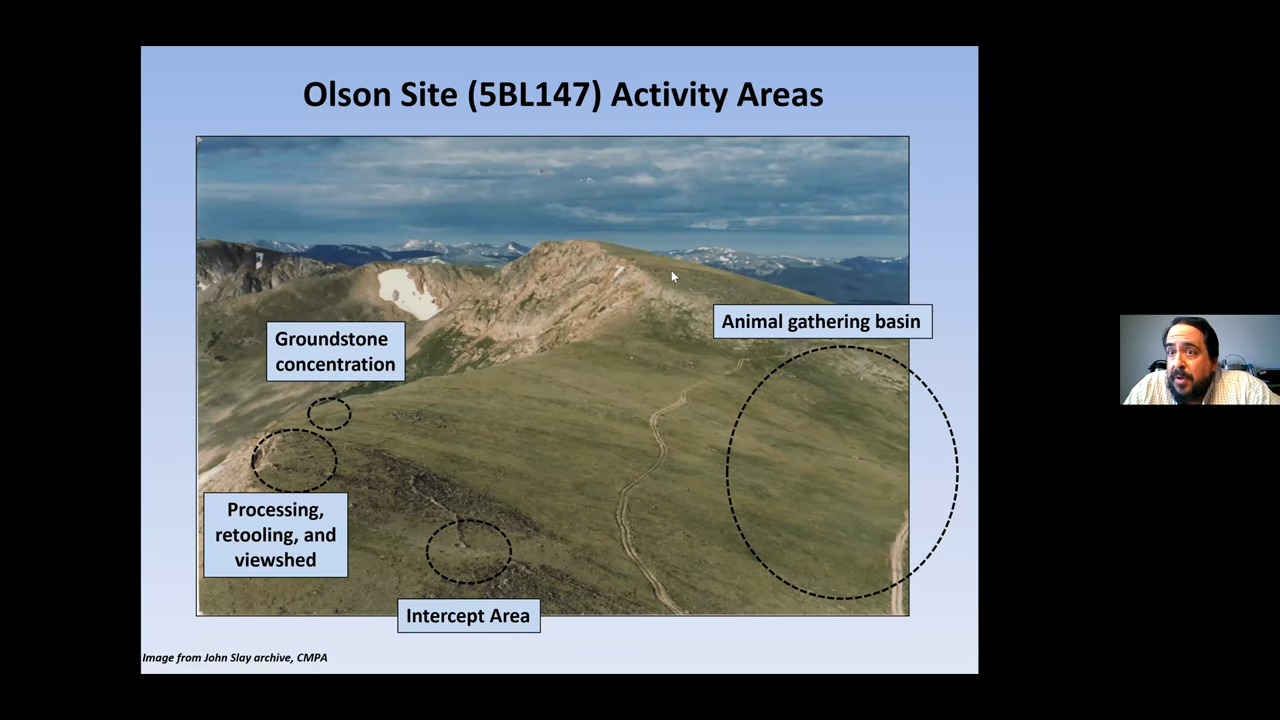 Olson Site (5BL147) Activity Areas
Animal gathering basin
Groundstone
concentration
Processing,
retooling, and
viewshed
Intercept Area
Image from John Slay archive, CMPA